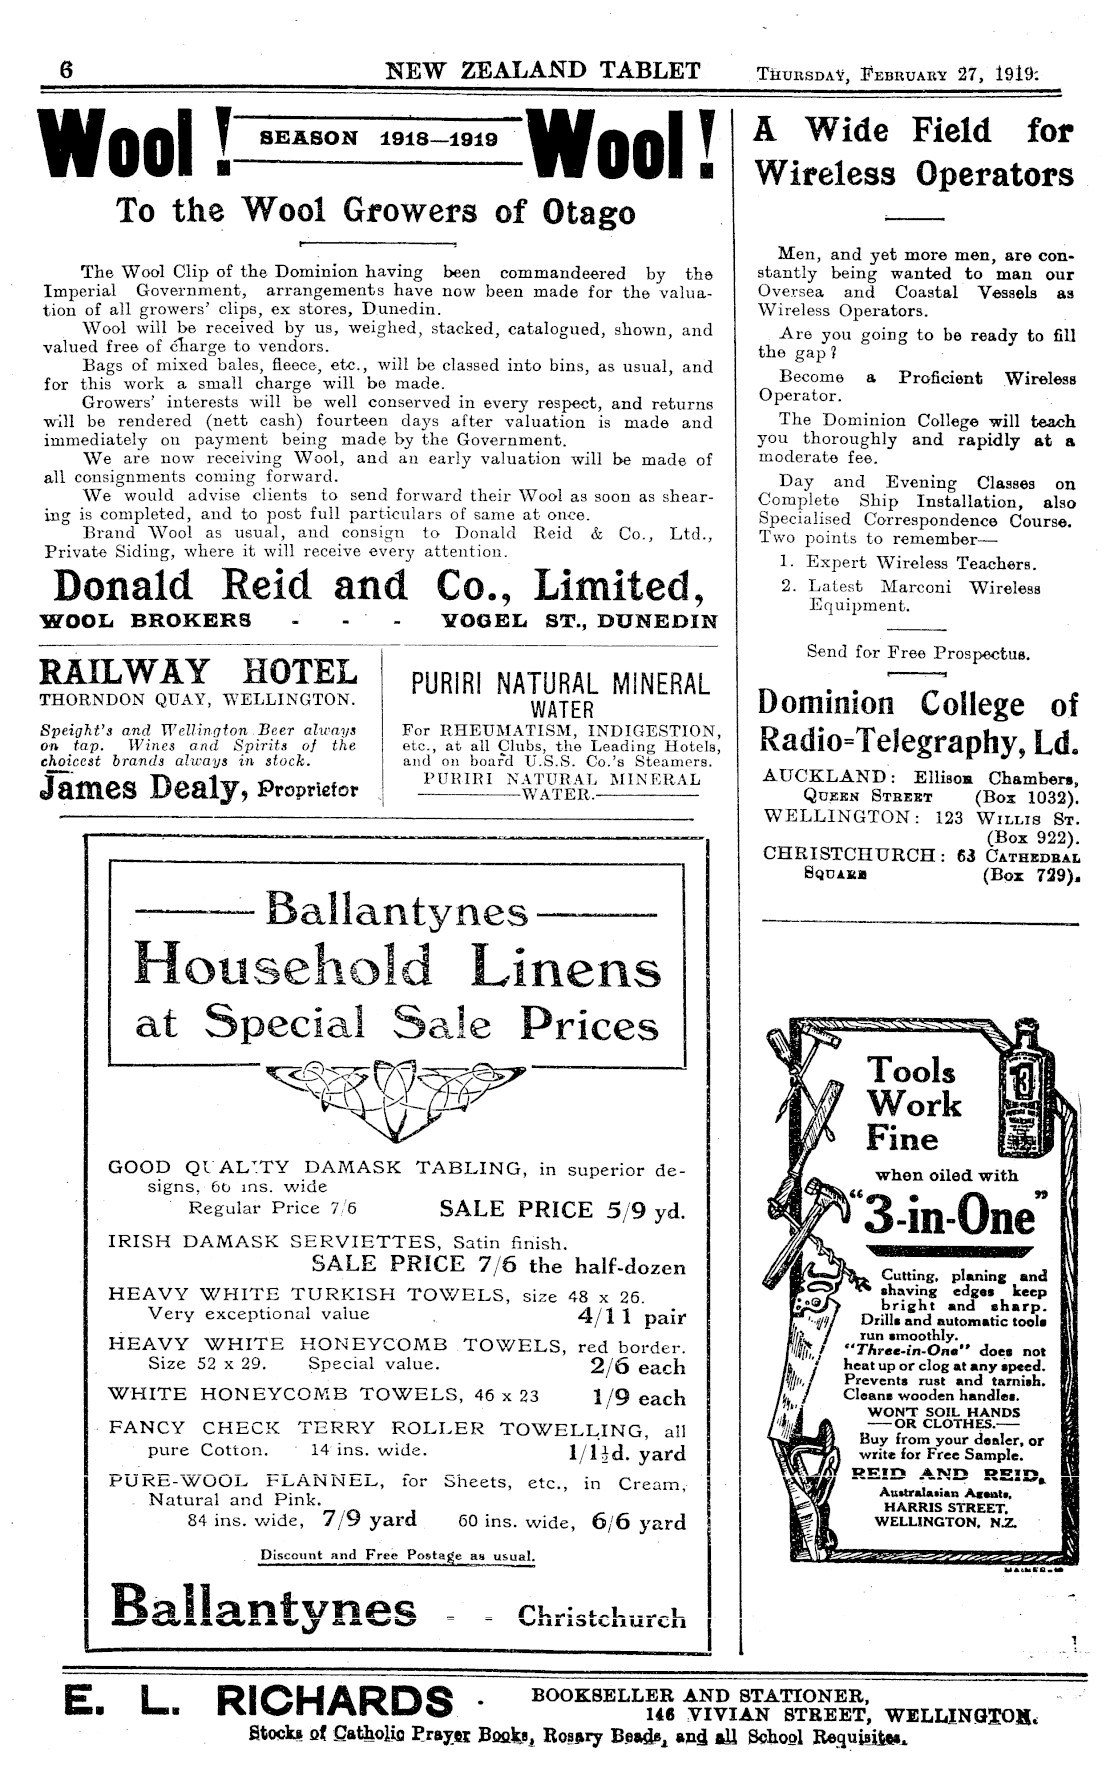 6 NEW ZEALAND TABLET THURSDAY, FEBRUARY 27, 1919.
Wool! SEASON 1918—1919 Wool!
To the Wool Growers of Otago
The Wool Clip of the Dominion having been commandeered by the
Imperial Government, arrangements have now been made for the valua-
tion of all growers' clips, ex stores, Dunedin.
Wool will be received by us, weighed, stacked, catalogued, shown, and
valued free of charge to vendors.
Bags of mixed bales, fleece, etc., will be classed into bins, as usual, and
for this work a small charge will be made.
Growers' interests will be well conserved in every respect, and returns
will be rendered (nett cash) fourteen days after valuation is made and
immediately on payment being made by the Government.
We are now receiving Wool, and an early valuation will be made of
all consignments coming forward.
We would advise clients to send forward their Wool as soon as shear-
ing is completed, and to post full particulars of same at once.
Brand Wool as usual, and consign to Donald Reid & Co., Ltd.,
Private Siding, where it will receive every attention.
Donald Reid and Co., Limited,
WOOL BROKERS - - - VOGEL ST., DUNEDIN
RAILWAY HOTEL
THORNDON QUAY, WELLINGTON.
Speight's and Wellington Beer always
on tap. Wines and Spirits of the
choicest brands always in stock.
James Dealy, Proprietor
PURIRI NATURAL MINERAL
WATER
For RHEUMATISM, INDIGESTION,
etc., at all Clubs, the Leading Hotels,
and on board U.S.S. Co.'s Steamers.
PURIRI NATURAL MINERAL
WATER.
Ballantynes
Household Linens
at Special Sale Prices
GOOD QUALITY DAMASK TABLING, in superior de-
signs, 66 ins. wide
Regular Price 7/6 SALE PRICE 5/9 yd.
IRISH DAMASK SERVIETTES, Satin finish.
SALE PRICE 7/6 the half-dozen
HEAVY WHITE TURKISH TOWELS, size 48 x 26.
Very exceptional value 4/11 pair
HEAVY WHITE HONEYCOMB TOWELS, red border.
Size 52 x 29. Special value. 2/6 each
WHITE HONEYCOMB TOWELS, 46 x 23 1/9 each
FANCY CHECK TERRY ROLLER TOWELLING, all
pure Cotton. 14 ins. wide. 1/1½d. yard
PURE-WOOL FLANNEL, for Sheets, etc., in Cream,
Natural and Pink.
84 ins. wide, 7/9 yard 60 ins. wide, 6/6 yard
Discount and Free Postage as usual.
Ballantynes - - Christchurch
A Wide Field for
Wireless Operators
Men, and yet more men, are con-
stantly being wanted to man our
Oversea and Coastal Vessels as
Wireless Operators.
Are you going to be ready to fill
the gap?
Become a Proficient Wireless
Operator.
The Dominion College will teach
you thoroughly and rapidly at a
moderate fee.
Day and Evening Classes on
Complete Ship Installation, also
Specialised Correspondence Course.
Two points to remember—
1. Expert Wireless Teachers.
2. Latest Marconi Wireless
Equipment.
Send for Free Prospectus.
Dominion College of
Radio-Telegraphy, Ld.
AUCKLAND: Ellison Chambers,
QUEEN STREET (Box 1032).
WELLINGTON: 123 WILLIS ST.
(Box 922).
CHRISTCHURCH: 63 CATHEDRAL
SQUARE (Box 729).
Tools
Work
Fine
when oiled with
"3-in-One"
Cutting, planing and
shaving edges keep
bright and sharp.
Drills and automatic tools
run smoothly.
"Three-in-One" does not
heat up or clog at any speed.
Prevents rust and tarnish.
Cleans wooden handles.
WON'T SOIL HANDS
—OR CLOTHES.—
Buy from your dealer, or
write for Free Sample.
REID AND REID,
Australasian Agents,
HARRIS STREET,
WELLINGTON, N.Z.
E. L. RICHARDS - BOOKSELLER AND STATIONER,
146 VIVIAN STREET, WELLINGTON.
Stocks of Catholic Prayer Books, Rosary Beads, and all School Requisites.